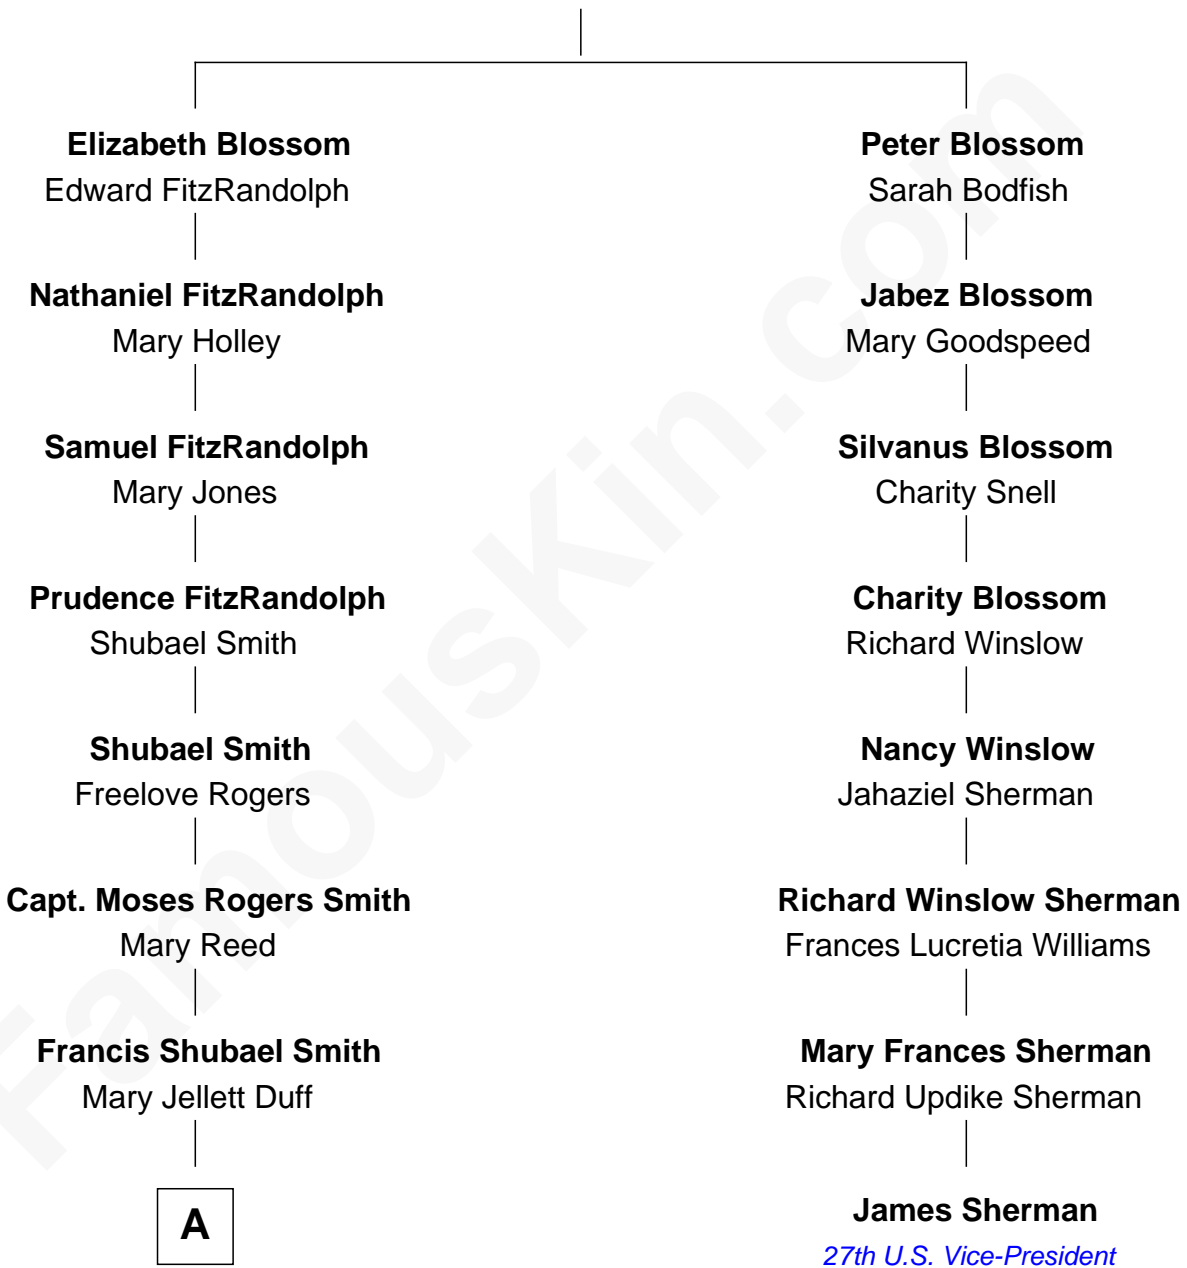 Elizabeth Blossom
Edward FitzRandolph
Nathaniel FitzRandolph
Mary Holley
Samuel FitzRandolph
Mary Jones
Prudence FitzRandolph
Shubael Smith
Shubael Smith
Freelove Rogers
Capt. Moses Rogers Smith
Mary Reed
Francis Shubael Smith
Mary Jellett Duff
A
Peter Blossom
Sarah Bodfish
Jabez Blossom
Mary Goodspeed
Silvanus Blossom
Charity Snell
Charity Blossom
Richard Winslow
Nancy Winslow
Jahaziel Sherman
Richard Winslow Sherman
Frances Lucretia Williams
Mary Frances Sherman
Richard Updike Sherman
James Sherman
27th U.S. Vice-President
FamousKin.com